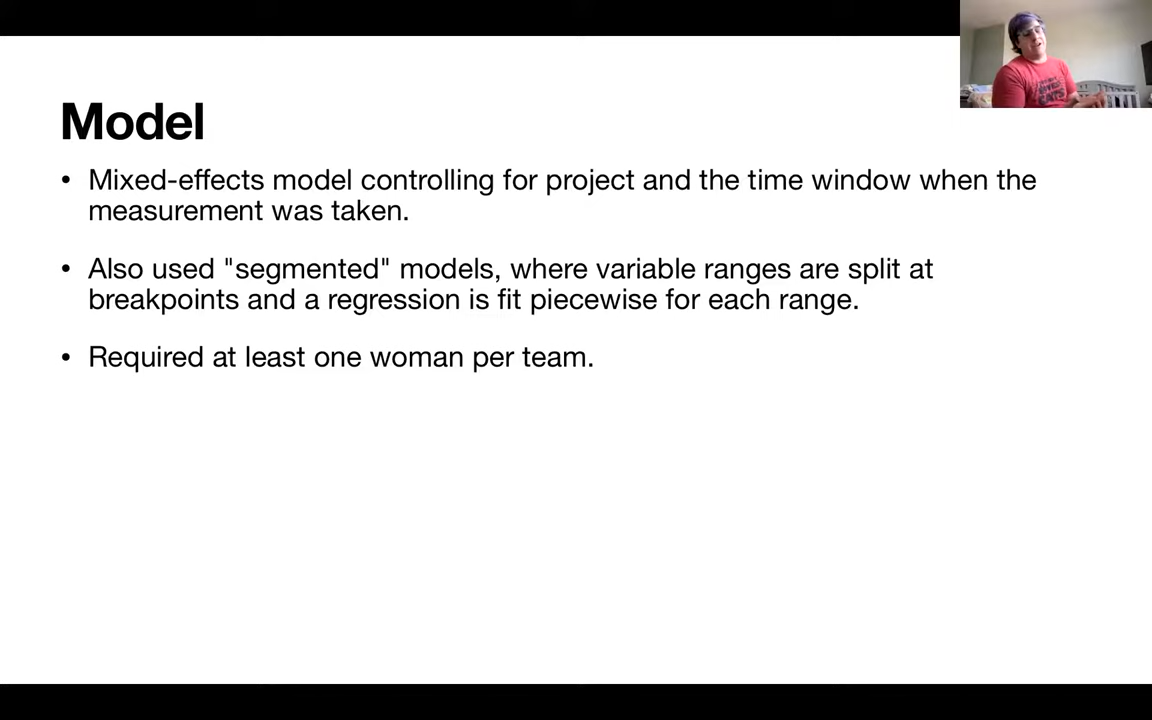 Model
• Mixed-effects model controlling for project and the time window when the
measurement was taken.
• Also used "segmented" models, where variable ranges are split at
breakpoints and a regression is fit piecewise for each range.
• Required at least one woman per team.